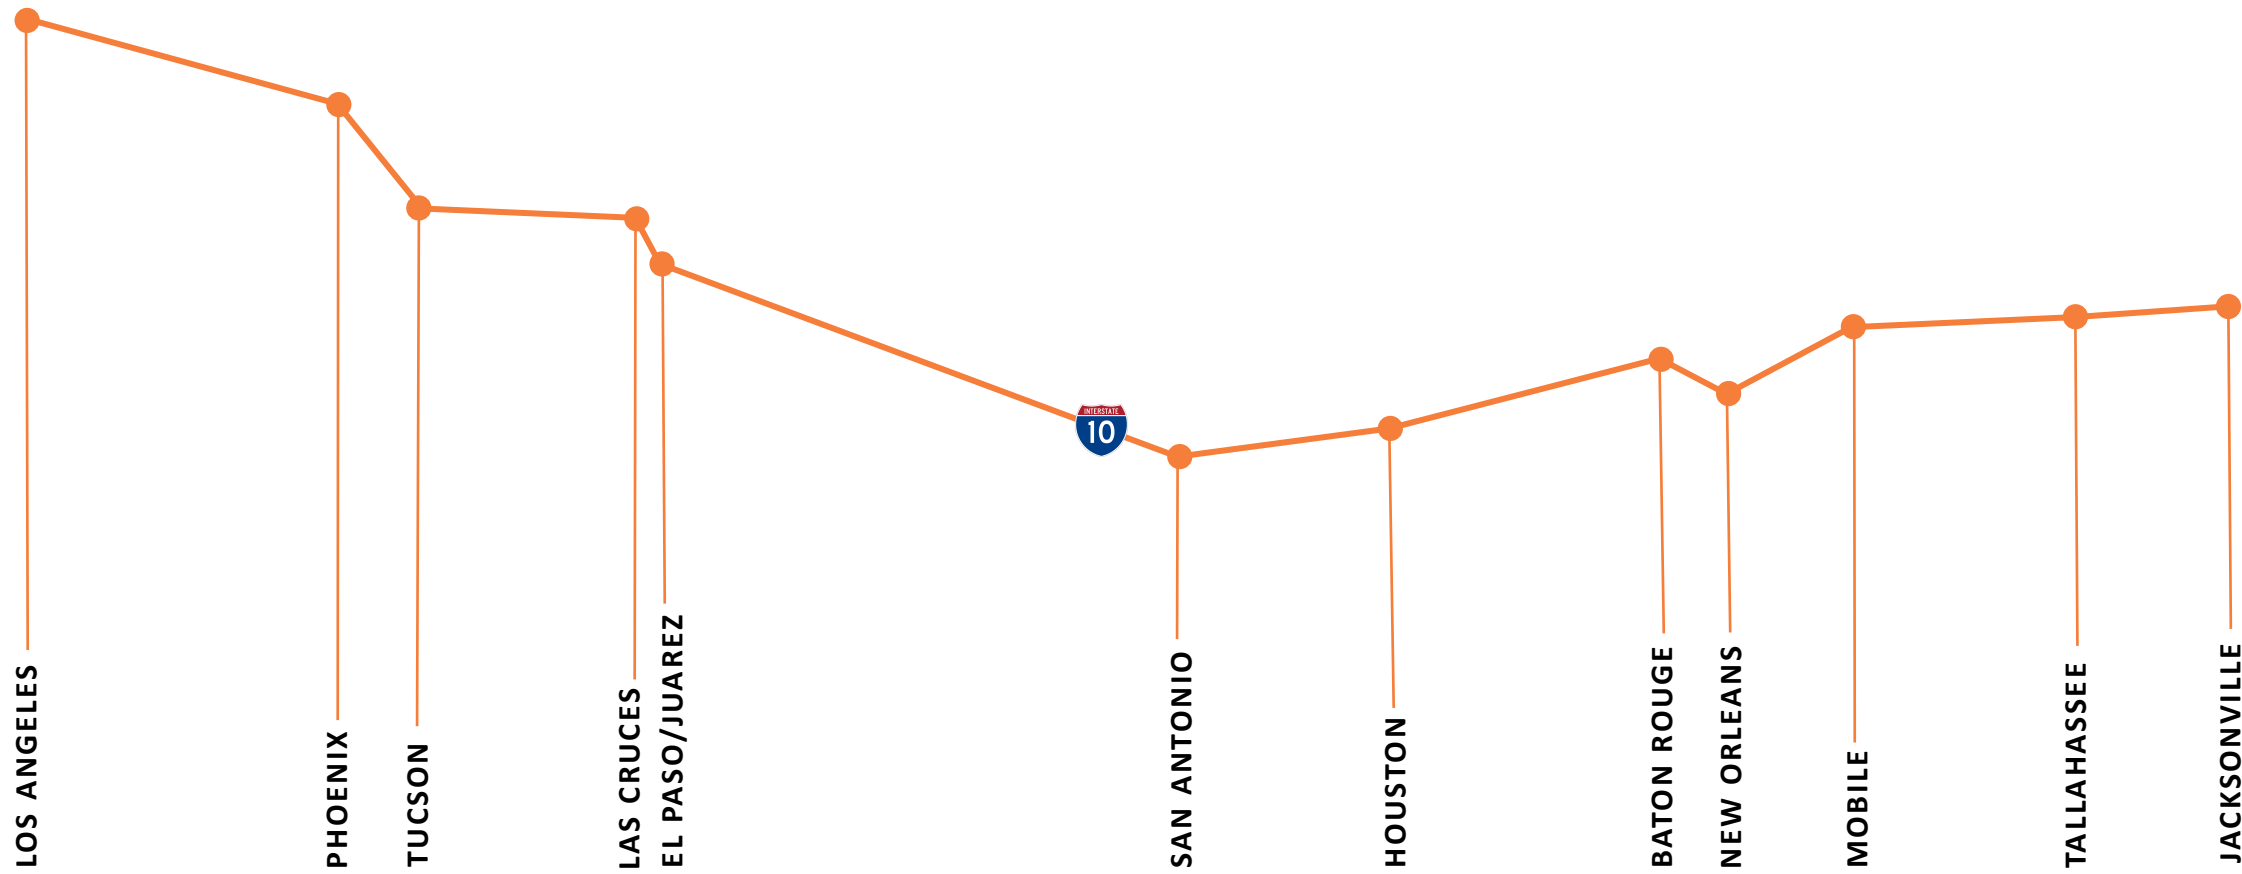 INTERSTATE
10
LOS ANGELES
PHOENIX
TUCSON
LAS CRUCES
EL PASO/JUAREZ
SAN ANTONIO
HOUSTON
BATON ROUGE
NEW ORLEANS
MOBILE
TALLAHASSEE
JACKSONVILLE